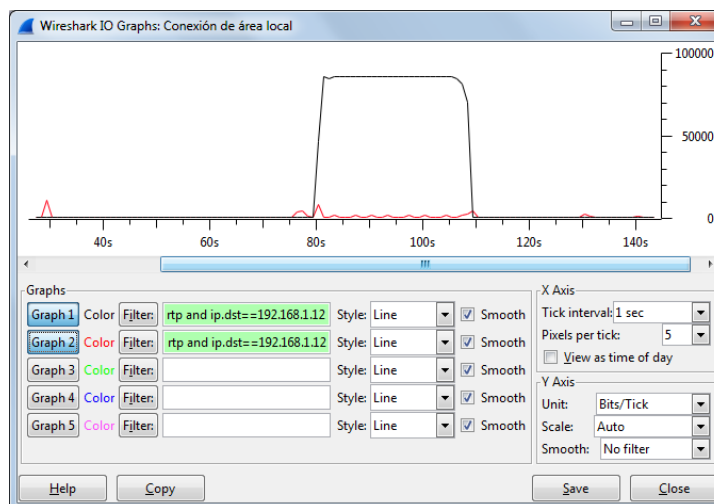 Wireshark IO Graphs: Conexión de área local
100000
50000
0
40s 60s 80s 100s 120s 140s
Graphs
Graph 1 Color Filter: rtp and ip.dst==192.168.1.12 Style: Line Smooth
Graph 2 Color Filter: rtp and ip.dst==192.168.1.12 Style: Line Smooth
Graph 3 Color Filter: Style: Line Smooth
Graph 4 Color Filter: Style: Line Smooth
Graph 5 Color Filter: Style: Line Smooth
X Axis
Tick interval: 1 sec
Pixels per tick: 5
View as time of day
Y Axis
Unit: Bits/Tick
Scale: Auto
Smooth: No filter
Help Copy Save Close